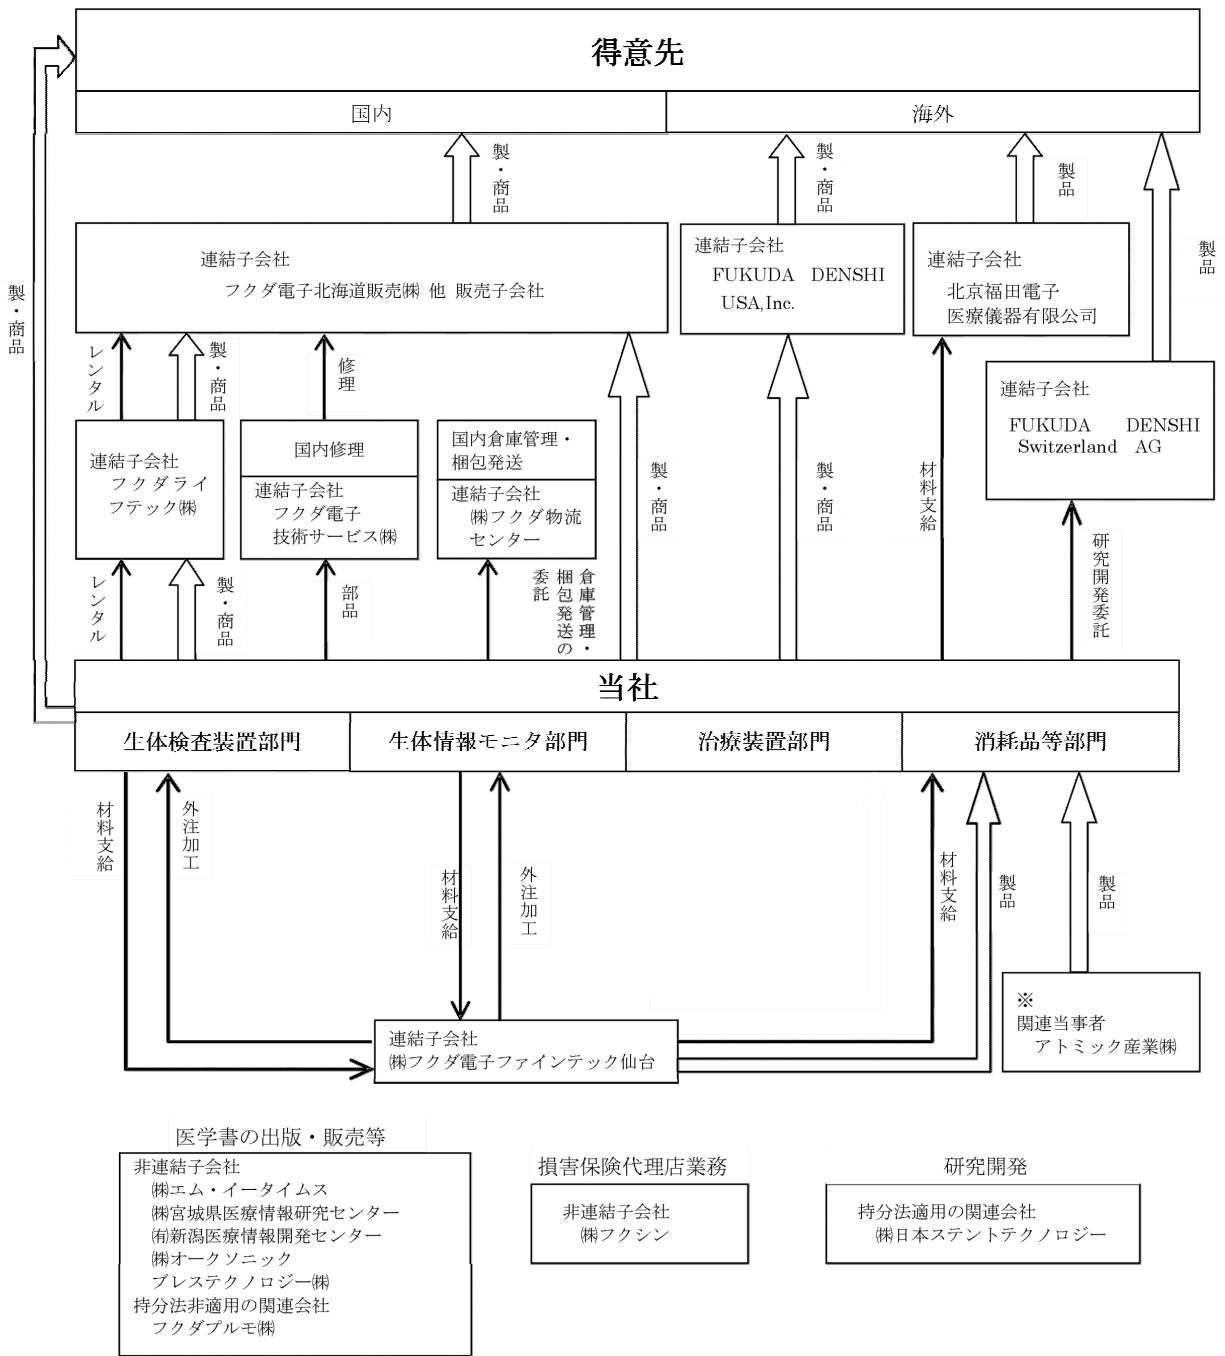 得意先
国内
海外
製・商品
製・商品
製・商品
製品
製品
連結子会社
フクダ電子北海道販売㈱ 他 販売子会社
連結子会社
FUKUDA DENSHI
USA,Inc.
連結子会社
北京福田電子
医療儀器有限公司
連結子会社
FUKUDA DENSHI
Switzerland AG
レンタル
製・商品
修理
製・商品
製・商品
材料支給
研究開発委託
連結子会社
フクダライ
フテック㈱
国内修理
連結子会社
フクダ電子
技術サービス㈱
国内倉庫管理・
梱包発送
連結子会社
㈱フクダ物流
センター
レンタル
製・商品
部品
倉庫管理・
梱包発送の
委託
当社
生体検査装置部門
生体情報モニタ部門
治療装置部門
消耗品等部門
材料支給
外注加工
材料支給
外注加工
材料支給
製品
製品
連結子会社
㈱フクダ電子ファインテック仙台
※
関連当事者
アトミック産業㈱
医学書の出版・販売等
非連結子会社
㈱エム・イータイムス
㈱宮城県医療情報研究センター
㈲新潟医療情報開発センター
㈱オークソニック
ブレステクノロジー㈱
持分法非適用の関連会社
フクダプルモ㈱
損害保険代理店業務
非連結子会社
㈱フクシン
研究開発
持分法適用の関連会社
㈱日本ステントテクノロジー